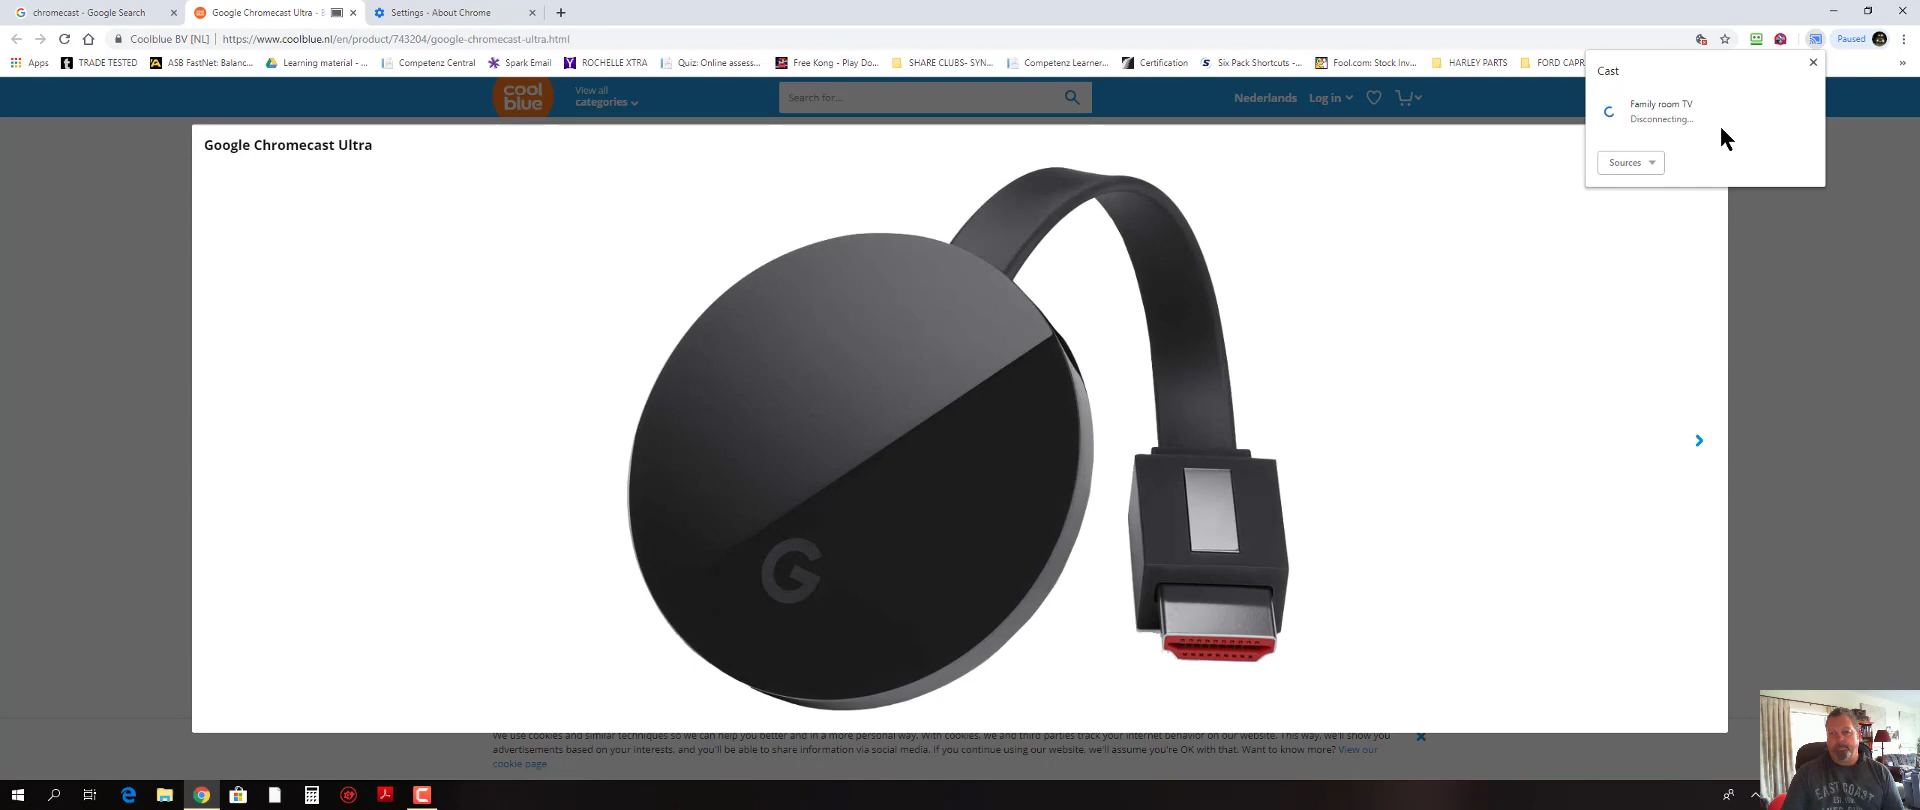 chromecast - Google Search
Google Chromecast Ultra -
Settings - About Chrome
Coolblue BV [NL] | https://www.coolblue.nl/en/product/743204/google-chromecast-ultra.html
Paused
Apps
TRADE TESTED
ASB FastNet: Balanc...
Learning material - ...
Competenz Central
Spark Email
ROCHELLE XTRA
Quiz: Online assess...
Free Kong - Play Do...
SHARE CLUBS- SYN...
Competenz Learner...
Certification
Six Pack Shortcuts -...
Fool.com: Stock Inv...
HARLEY PARTS
FORD CAPR
Cast
Family room TV
Disconnecting...
Sources
cool
blue
View all
categories
Search for...
Nederlands
Log in
Google Chromecast Ultra
G
We use cookies and similar techniques so we can help you better and in a more personal way. With cookies, we and third parties track your internet behavior on our website. This way, we'll show you
advertisements based on your interests, and you'll be able to share information via social media. If you continue using our website, we'll assume you're OK with that. Want to know more? View our
cookie page
EAST COAST